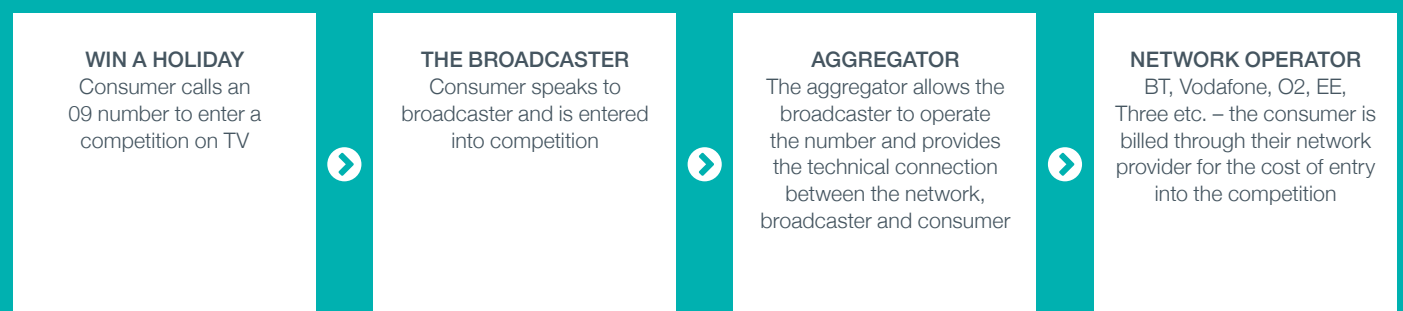 WIN A HOLIDAY
Consumer calls an
09 number to enter a
competition on TV
THE BROADCASTER
Consumer speaks to
broadcaster and is entered
into competition
AGGREGATOR
The aggregator allows the
broadcaster to operate
the number and provides
the technical connection
between the network,
broadcaster and consumer
NETWORK OPERATOR
BT, Vodafone, O2, EE,
Three etc. – the consumer is
billed through their network
provider for the cost of entry
into the competition